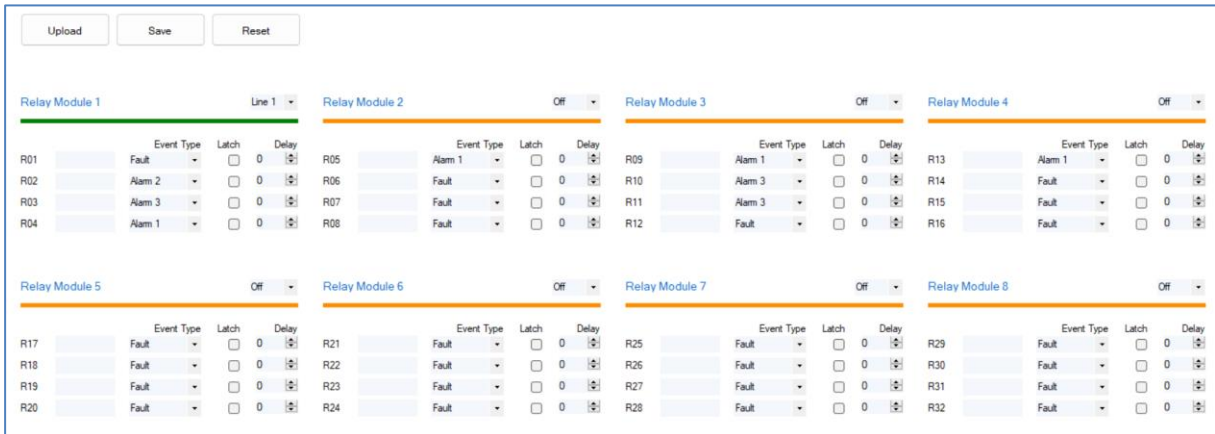 Upload Save Reset
Relay Module 1 Line 1 Relay Module 2 Off Relay Module 3 Off Relay Module 4 Off
Event Type Latch Delay Event Type Latch Delay Event Type Latch Delay Event Type Latch Delay
R01 Fault 0 R05 Alarm 1 0 R09 Alarm 1 0 R13 Alarm 1 0
R02 Alarm 2 0 R06 Fault 0 R10 Alarm 3 0 R14 Fault 0
R03 Alarm 3 0 R07 Fault 0 R11 Alarm 3 0 R15 Fault 0
R04 Alarm 1 0 R08 Fault 0 R12 Fault 0 R16 Fault 0
Relay Module 5 Off Relay Module 6 Off Relay Module 7 Off Relay Module 8 Off
Event Type Latch Delay Event Type Latch Delay Event Type Latch Delay Event Type Latch Delay
R17 Fault 0 R21 Fault 0 R25 Fault 0 R29 Fault 0
R18 Fault 0 R22 Fault 0 R26 Fault 0 R30 Fault 0
R19 Fault 0 R23 Fault 0 R27 Fault 0 R31 Fault 0
R20 Fault 0 R24 Fault 0 R28 Fault 0 R32 Fault 0